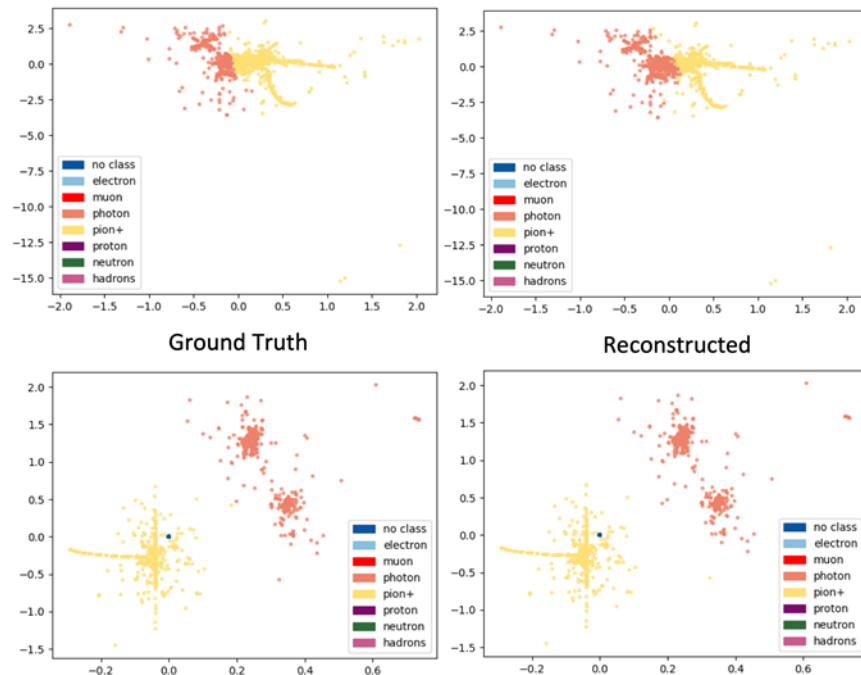 2.5
0.0
−2.5
−5.0
−7.5
−10.0
−12.5
−15.0
no class
electron
muon
photon
pion+
proton
neutron
hadrons
−2.0 −1.5 −1.0 −0.5 0.0 0.5 1.0 1.5 2.0
2.5
0.0
−2.5
−5.0
−7.5
−10.0
−12.5
−15.0
no class
electron
muon
photon
pion+
proton
neutron
hadrons
−2.0 −1.5 −1.0 −0.5 0.0 0.5 1.0 1.5 2.0
Ground Truth
Reconstructed
2.0
1.5
1.0
0.5
0.0
−0.5
−1.0
−1.5
no class
electron
muon
photon
pion+
proton
neutron
hadrons
−0.2 0.0 0.2 0.4 0.6
2.0
1.5
1.0
0.5
0.0
−0.5
−1.0
−1.5
no class
electron
muon
photon
pion+
proton
neutron
hadrons
−0.2 0.0 0.2 0.4 0.6